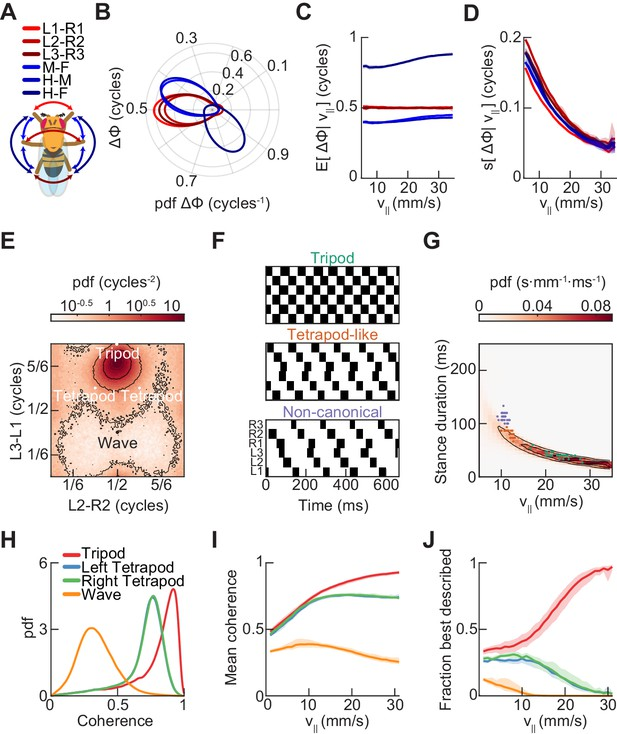 A
L1-R1
L2-R2
L3-R3
M-F
H-M
H-F
B
0.3
0.1
0.6
0.4
0.2
0.5
0.9
0.7
ΔΦ (cycles)
pdf ΔΦ (cycles⁻¹)
C
E[ ΔΦ| v||] (cycles)
1
0.5
0
10 20 30
v|| (mm/s)
D
s[ ΔΦ| v||] (cycles)
0.2
0.1
0
10 20 30
v|| (mm/s)
E
pdf (cycles⁻²)
10^-0.5 1 10^0.5 10
L3-L1 (cycles)
5/6
1/2
1/6
Tripod
Tetrapod Tetrapod
Wave
1/6 1/2 5/6
L2-R2 (cycles)
F
Tripod
Tetrapod-like
Non-canonical
R3
R2
R1
L3
L2
L1
0 200 400 600
Time (ms)
G
pdf (s·mm⁻¹·ms⁻¹)
0 0.04 0.08
Stance duration (ms)
200
100
0
0 10 20 30
v|| (mm/s)
H
Tripod
Left Tetrapod
Right Tetrapod
Wave
pdf
6
3
0
0 0.5 1
Coherence
I
Mean coherence
1
0.5
0
0 10 20 30
v|| (mm/s)
J
Fraction best described
1
0.5
0
0 10 20 30
v|| (mm/s)